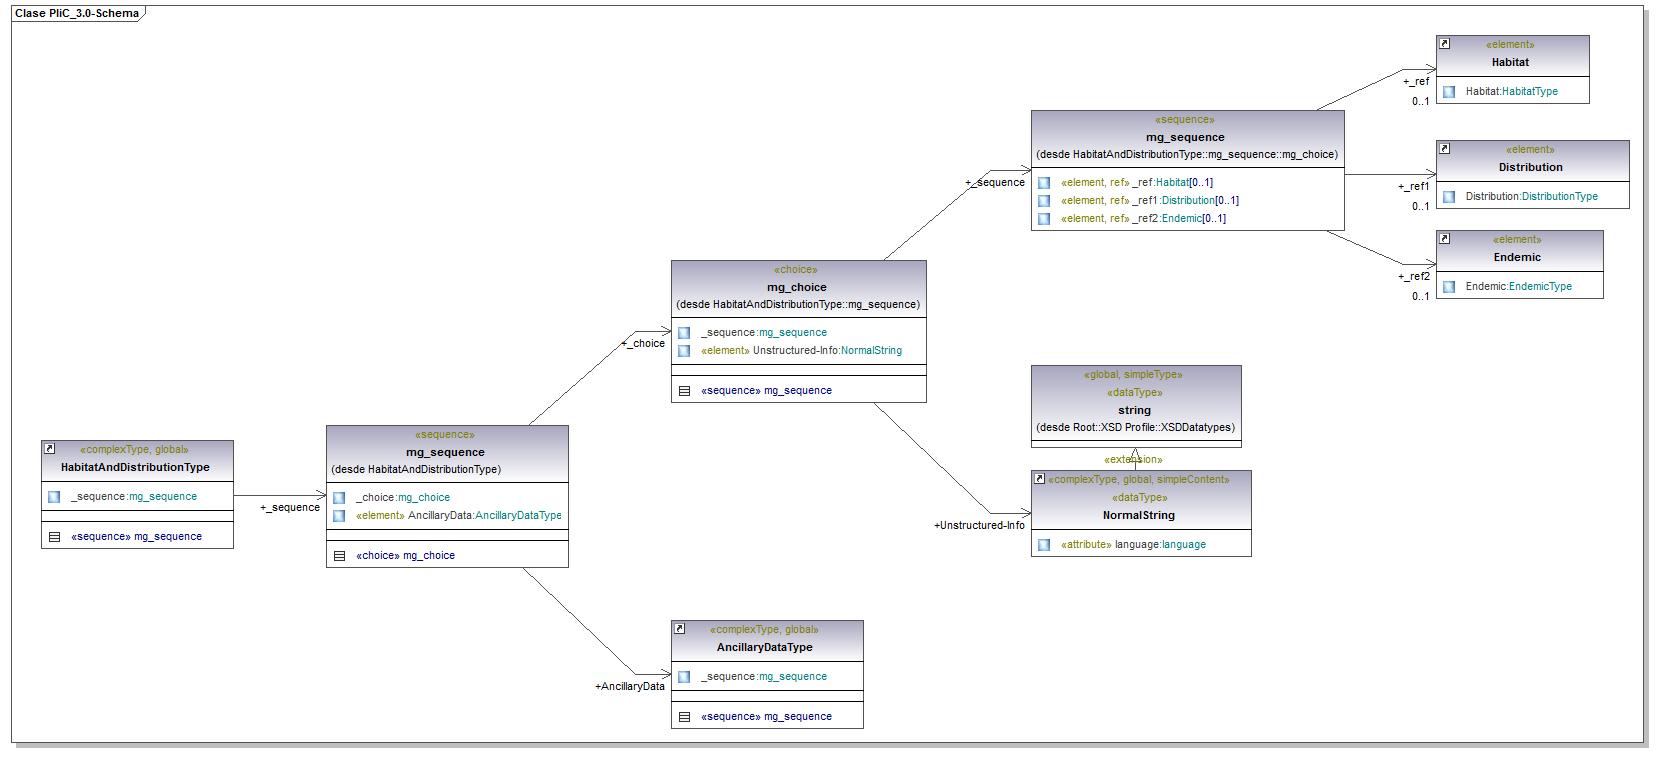 Clase PliC_3.0-Schema
«element»
Habitat
Habitat:HabitatType
+_ref
0..1
«sequence»
mg_sequence
(desde HabitatAndDistributionType::mg_sequence::mg_choice)
«element, ref» _ref:Habitat[0..1]
«element, ref» _ref1:Distribution[0..1]
«element, ref» _ref2:Endemic[0..1]
«element»
Distribution
Distribution:DistributionType
+_ref1
0..1
«element»
Endemic
Endemic:EndemicType
+_ref2
0..1
+_sequence
«choice»
mg_choice
(desde HabitatAndDistributionType::mg_sequence)
_sequence:mg_sequence
«element» Unstructured-Info:NormalString
«sequence» mg_sequence
+_choice
«global, simpleType»
«dataType»
string
(desde Root::XSD Profile::XSDDatatypes)
«extension»
«complexType, global, simpleContent»
«dataType»
NormalString
«attribute» language:language
+Unstructured-Info
«complexType, global»
HabitatAndDistributionType
_sequence:mg_sequence
«sequence» mg_sequence
+_sequence
«sequence»
mg_sequence
(desde HabitatAndDistributionType)
_choice:mg_choice
«element» AncillaryData:AncillaryDataType
«choice» mg_choice
+AncillaryData
«complexType, global»
AncillaryDataType
_sequence:mg_sequence
«sequence» mg_sequence